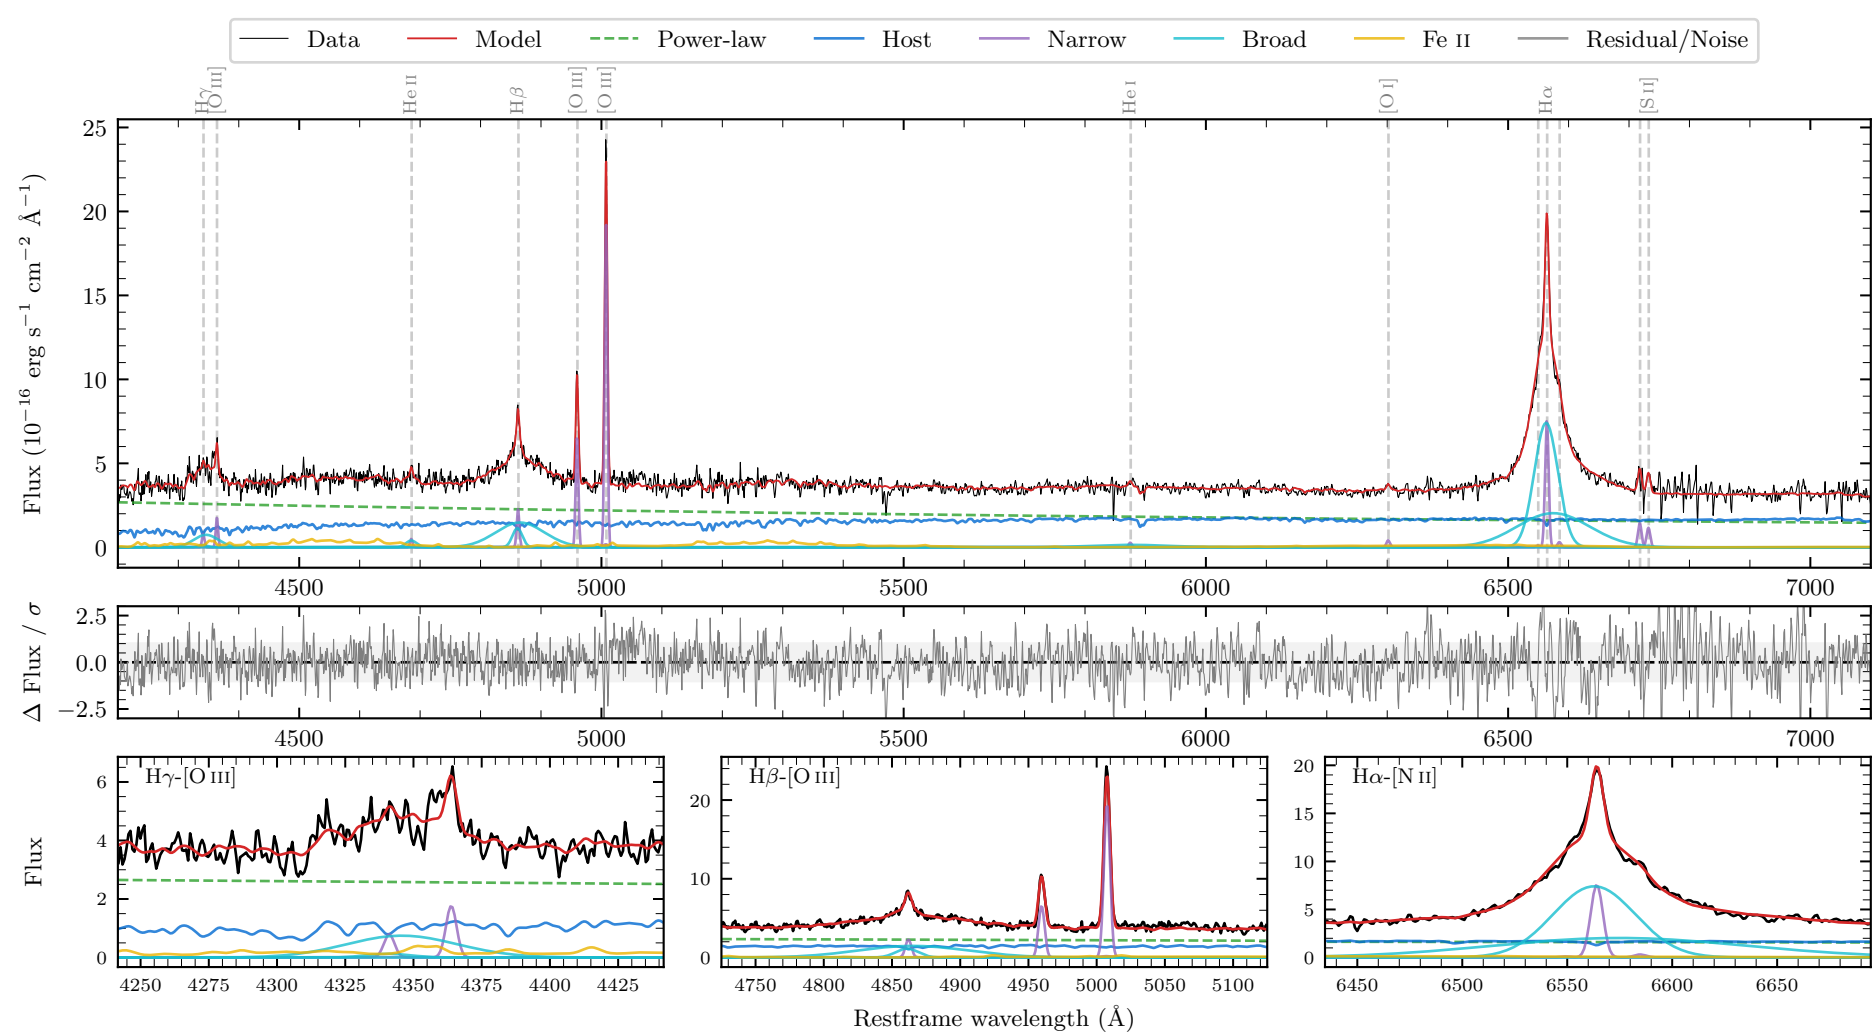 Data Model Power-law Host Narrow Broad Fe II Residual/Noise
Hγ [O III] He II Hβ [O III] [O III] He I [O I] Hα [S II]
Flux (10−16 erg s−1 cm−2 Å−1)
25
20
15
10
5
0
4500 5000 5500 6000 6500 7000
Δ Flux / σ
2.5
0.0
−2.5
4500 5000 5500 6000 6500 7000
Flux
Hγ-[O III]
6
4
2
0
4250 4275 4300 4325 4350 4375 4400 4425
Hβ-[O III]
20
10
0
4750 4800 4850 4900 4950 5000 5050 5100
Hα-[N II]
20
15
10
5
0
6450 6500 6550 6600 6650
Restframe wavelength (Å)